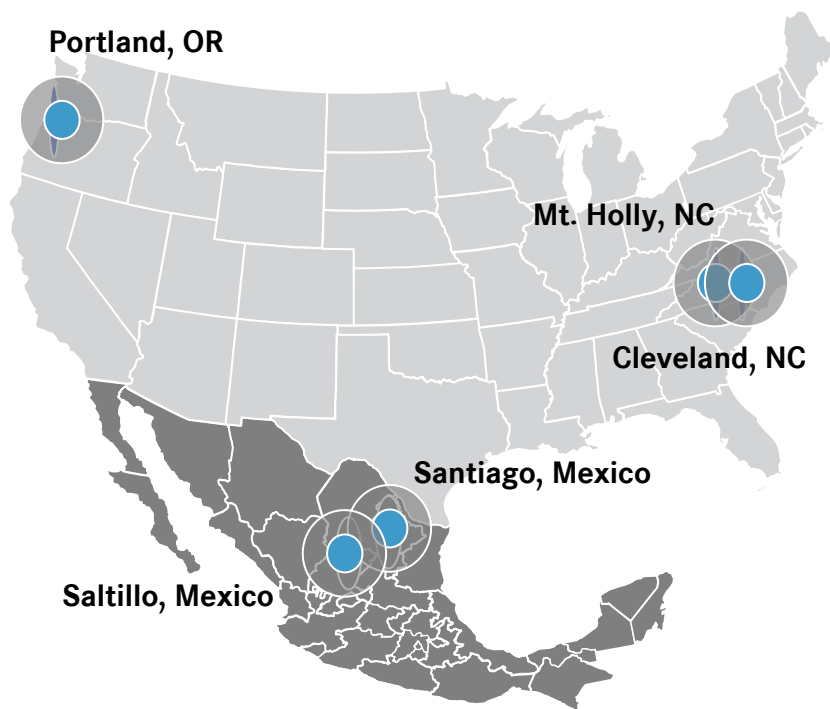 Portland, OR
Mt. Holly, NC
Cleveland, NC
Santiago, Mexico
Saltillo, Mexico